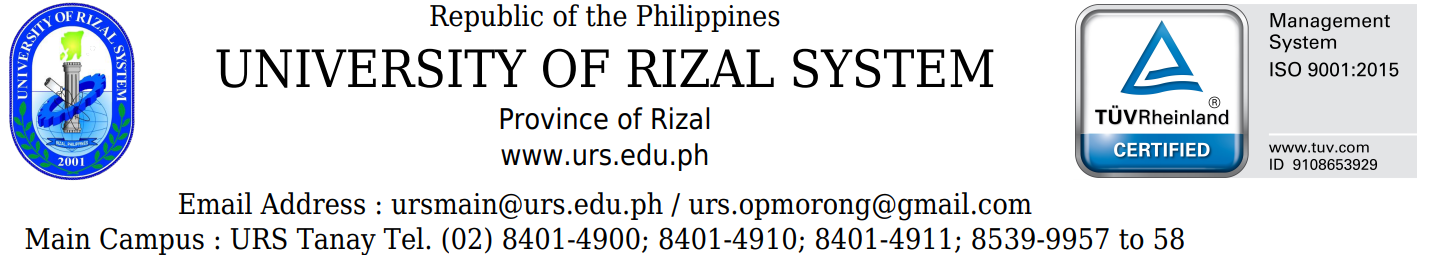 UNIVERSITY OF RIZAL SYSTEM
RIZAL, PHILIPPINES
2001
Republic of the Philippines
UNIVERSITY OF RIZAL SYSTEM
Province of Rizal
www.urs.edu.ph
Email Address : ursmain@urs.edu.ph / urs.opmorong@gmail.com
Main Campus : URS Tanay Tel. (02) 8401-4900; 8401-4910; 8401-4911; 8539-9957 to 58
TÜVRheinland®
CERTIFIED
Management
System
ISO 9001:2015
www.tuv.com
ID 9108653929